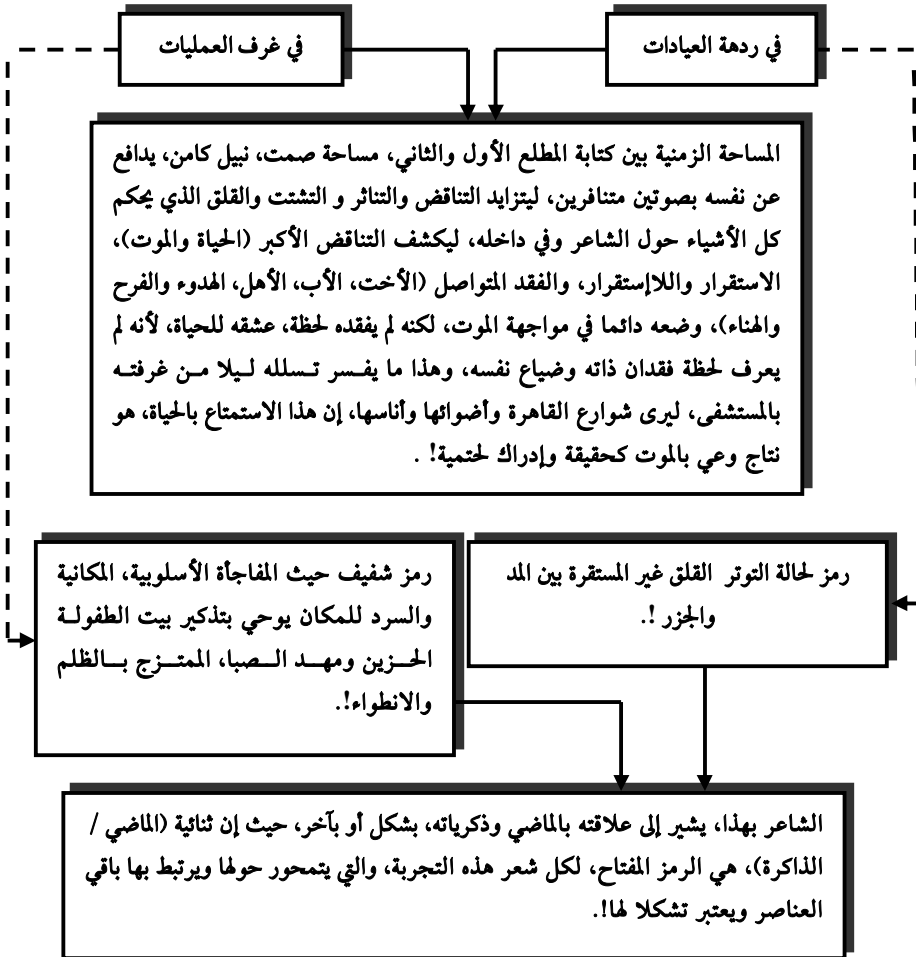 في ردهة العيادات
في غرف العمليات
المساحة الزمنية بين كتابة المطلع الأول والثاني، مساحة صمت، نبيل كامن، يدافع
عن نفسه بصوتين متنافرين، ليتزايد التناقض والتناثر و التشتت والقلق الذي يحكم
كل الأشياء حول الشاعر وفي داخله، ليكشف التناقض الأكبر (الحياة والموت)،
الاستقرار واللاإستقرار، والفقد المتواصل (الأخت، الأب، الأهل، الهدوء والفرح
والهناء)، وضعه دائما في مواجهة الموت، لكنه لم يفقده لحظة، عشقه للحياة، لأنه لم
يعرف لحظة فقدان ذاته وضياع نفسه، وهذا ما يفسر تسلله ليلا من غرفته
بالمستشفى، ليرى شوارع القاهرة وأضوائها وأناسها، إن هذا الاستمتاع بالحياة، هو
نتاج وعي بالموت كحقيقة وإدراك لحتمية! .
رمز لحالة التوتر القلق غير المستقرة بين المد
والجزر !.
رمز شفيف حيث المفاجأة الأسلوبية، المكانية
والسرد للمكان يوحي بتذكير بيت الطفولة
الحزين ومهد الصبا، الممتزج بالظلم
والانطواء!.
الشاعر بهذا، يشير إلى علاقته بالماضي وذكرياته، بشكل أو بآخر، حيث إن ثنائية (الماضي /
الذاكرة)، هي الرمز المفتاح، لكل شعر هذه التجربة، والتي يتمحور حولها ويرتبط بها باقي
العناصر ويعتبر تشكلا لها!.